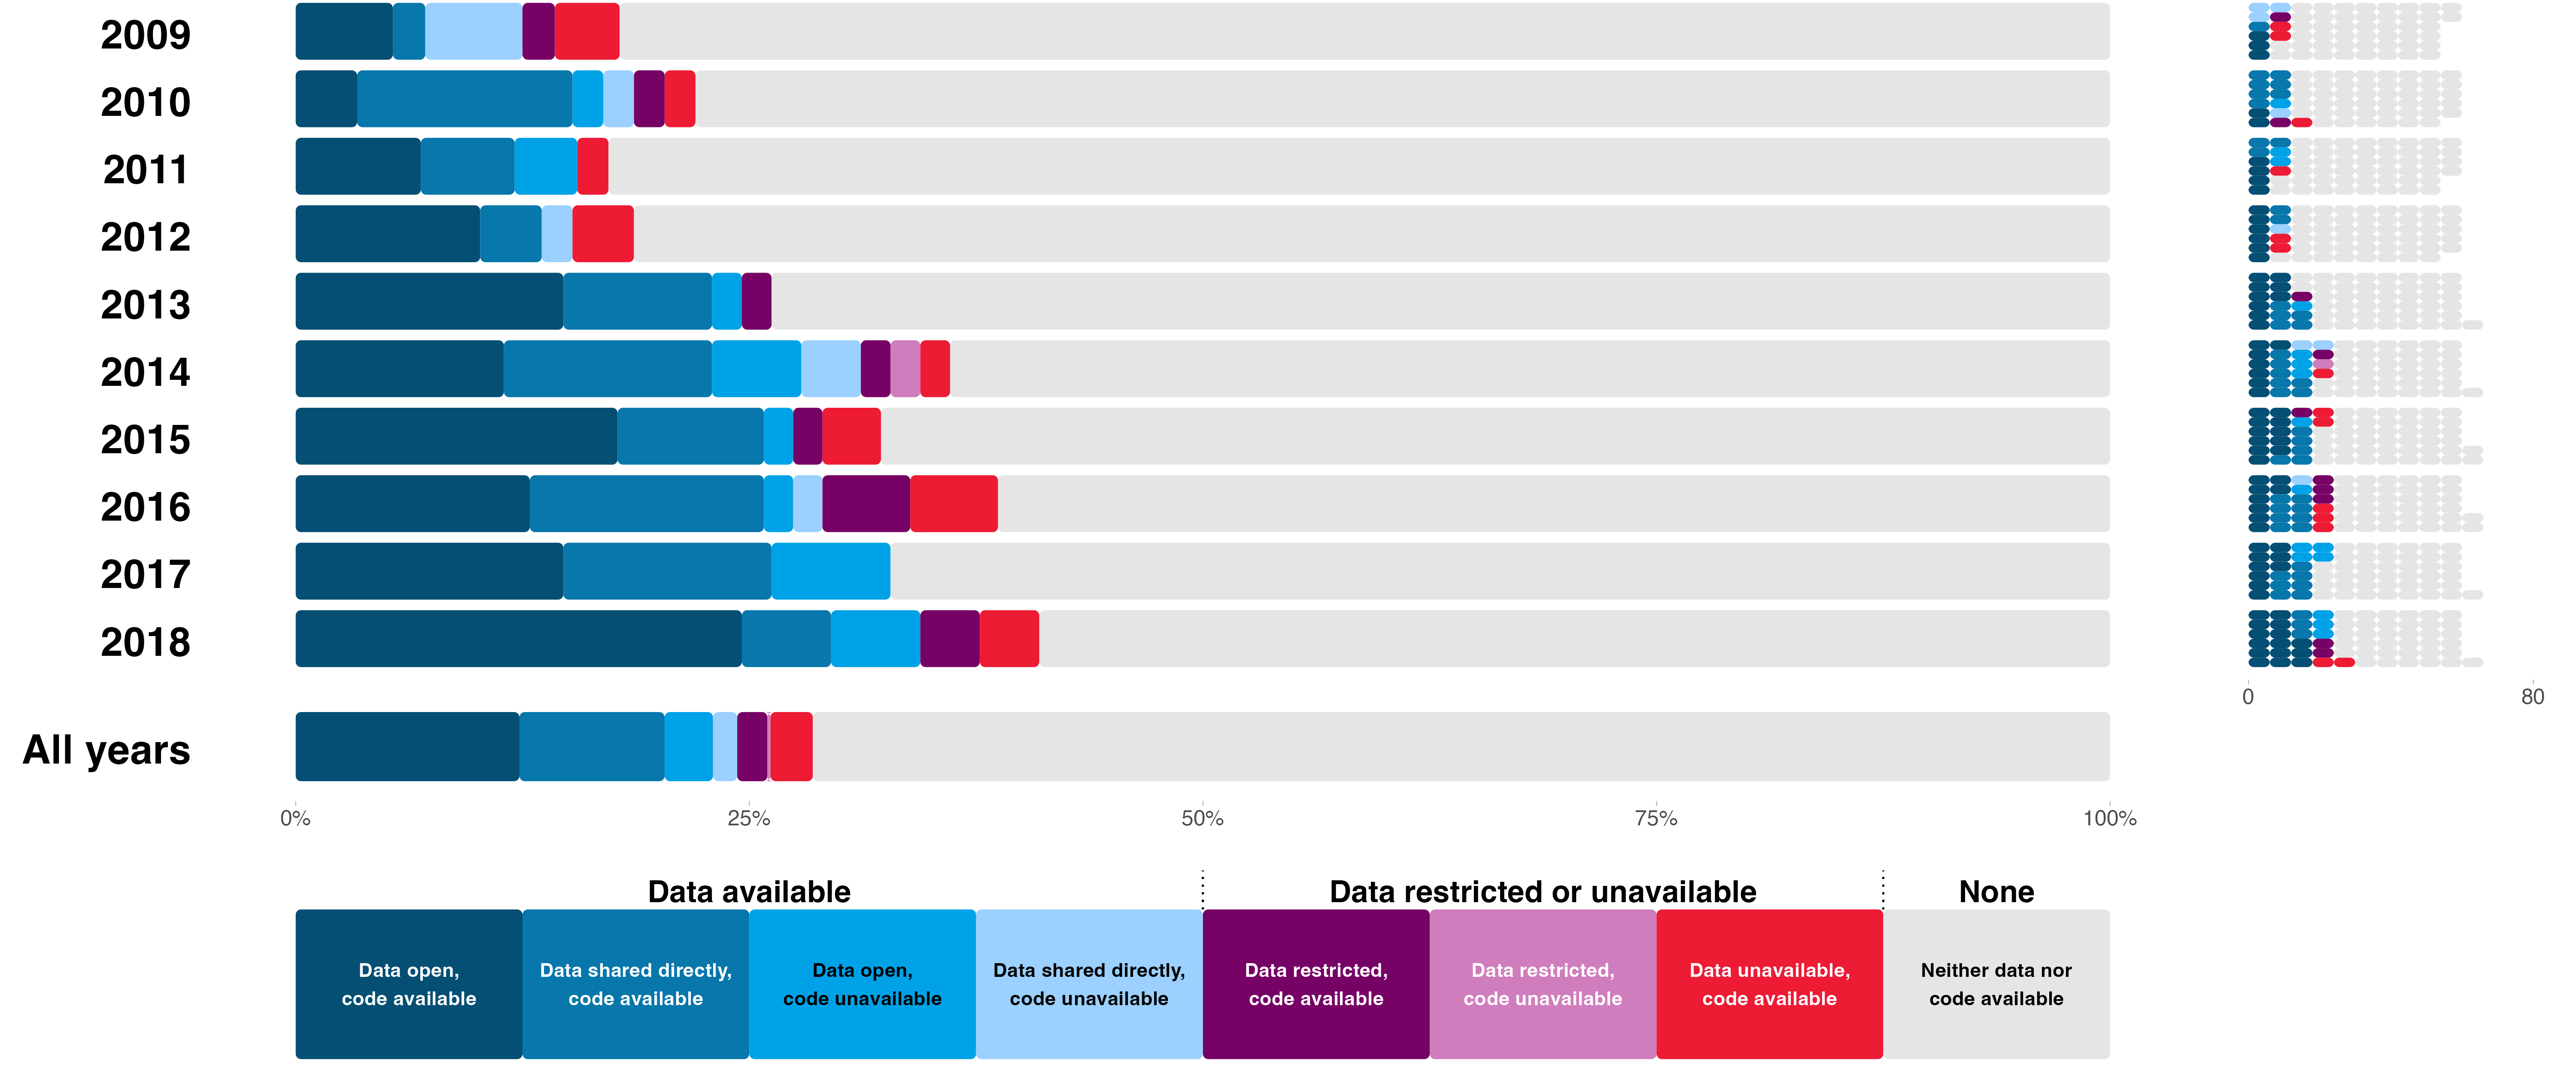 2009
2010
2011
2012
2013
2014
2015
2016
2017
2018
0 80
All years
0% 25% 50% 75% 100%
Data available Data restricted or unavailable None
Data open,
code available
Data shared directly,
code available
Data open,
code unavailable
Data shared directly,
code unavailable
Data restricted,
code available
Data restricted,
code unavailable
Data unavailable,
code available
Neither data nor
code available